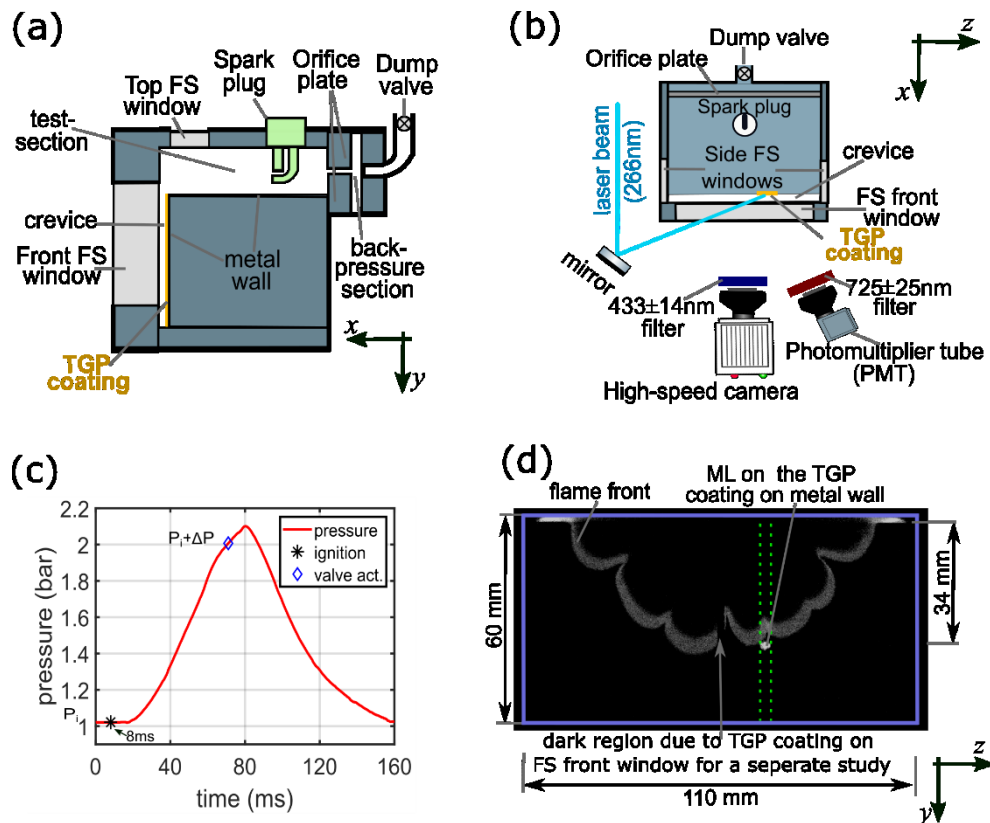 (a)
Spark
plug
Orifice
plate
Dump
valve
Top FS
window
test-
section
crevice
Front FS
window
metal
wall
back-
pressure
section
TGP
coating
x
y
(b)
Dump valve
z
x
Orifice plate
Spark plug
laser beam
(266nm)
Side FS
windows
crevice
FS front
window
TGP
coating
mirror
433±14nm
filter
725±25nm
filter
Photomultiplier tube
(PMT)
High-speed camera
(c)
2.2
2
1.8
1.6
1.4
1.2
1
pressure (bar)
Pi+ΔP
pressure
ignition
valve act.
Pi
8ms
0
40
80
120
160
time (ms)
(d)
flame front
ML on the TGP
coating on metal wall
60 mm
34 mm
dark region due to TGP coating on
FS front window for a seperate study
110 mm
z
y